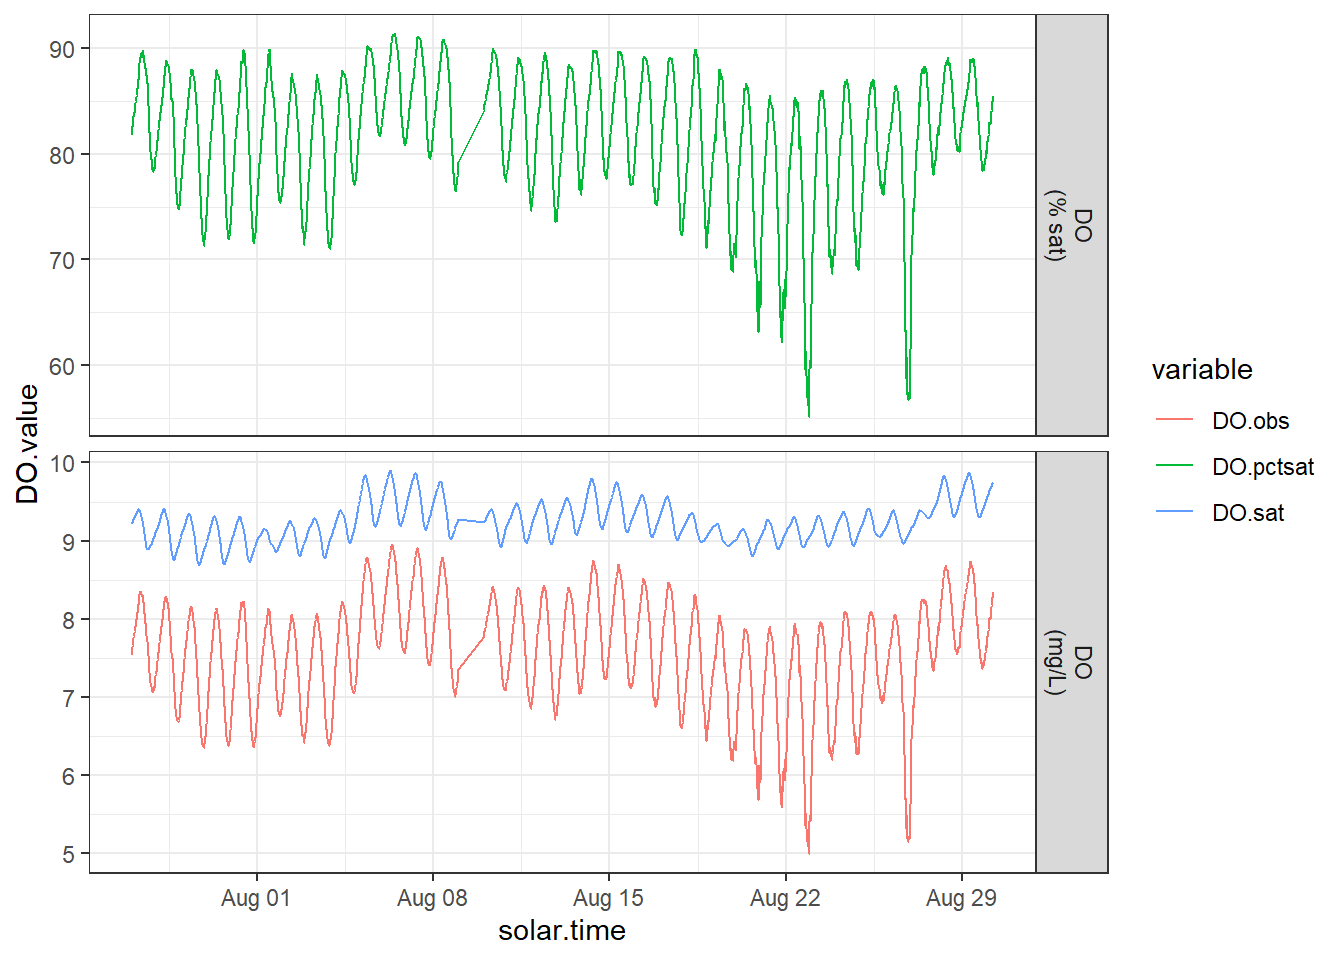 90
80
70
60
DO
(% sat)
DO.value
10
9
8
7
6
5
DO
(mg/L)
Aug 01
Aug 08
Aug 15
Aug 22
Aug 29
solar.time
variable
DO.obs
DO.pctsat
DO.sat